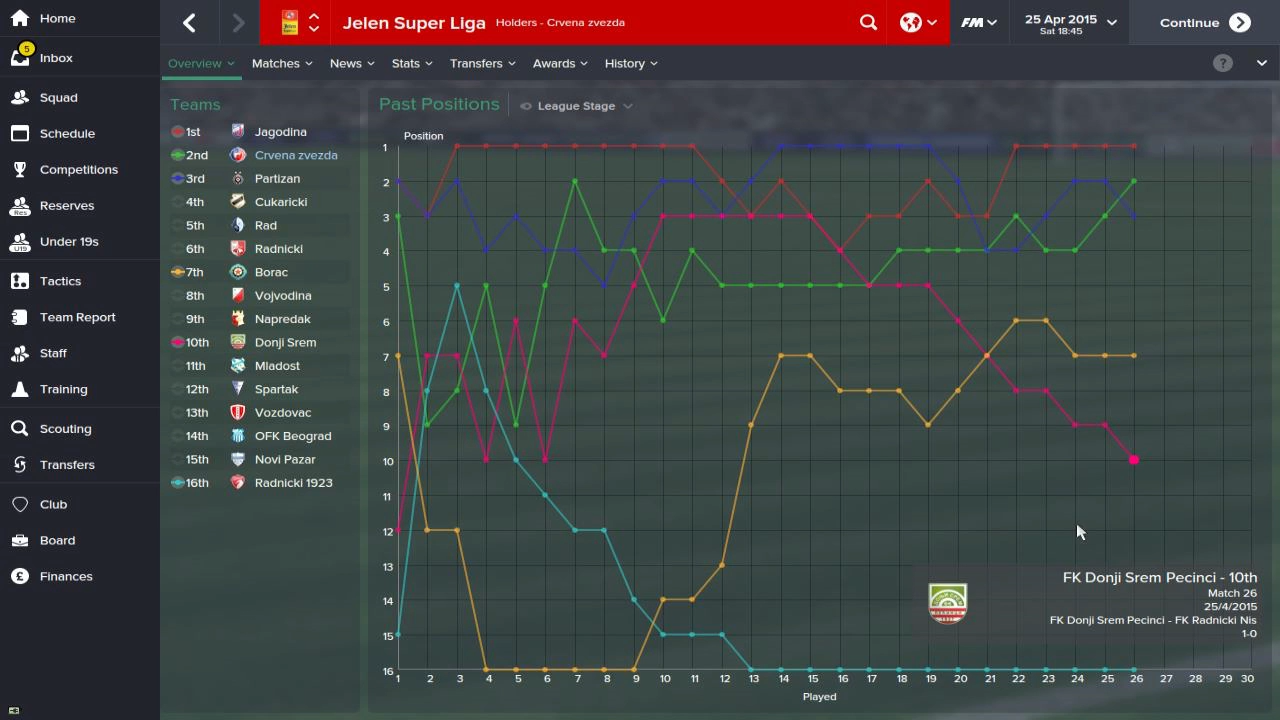 Home
5
Inbox
Squad
Schedule
Competitions
Res
Reserves
U19
Under 19s
Tactics
Team Report
Staff
Training
Scouting
Transfers
Club
Board
£ Finances
Jelen Super Liga Holders - Crvena zvezda
FM
25 Apr 2015
Sat 18:45
Continue
Overview Matches News Stats Transfers Awards History
?
Teams
1st Jagodina
2nd Crvena zvezda
3rd Partizan
4th Cukaricki
5th Rad
6th Radnicki
7th Borac
8th Vojvodina
9th Napredak
10th Donji Srem
11th Mladost
12th Spartak
13th Vozdovac
14th OFK Beograd
15th Novi Pazar
16th Radnicki 1923
Past Positions League Stage
Position
1
2
3
4
5
6
7
8
9
10
11
12
13
14
15
16
1 2 3 4 5 6 7 8 9 10 11 12 13 14 15 16 17 18 19 20 21 22 23 24 25 26 27 28 29 30
Played
FK Donji Srem Pecinci - 10th
Match 26
25/4/2015
FK Donji Srem Pecinci - FK Radnicki Nis
1-0